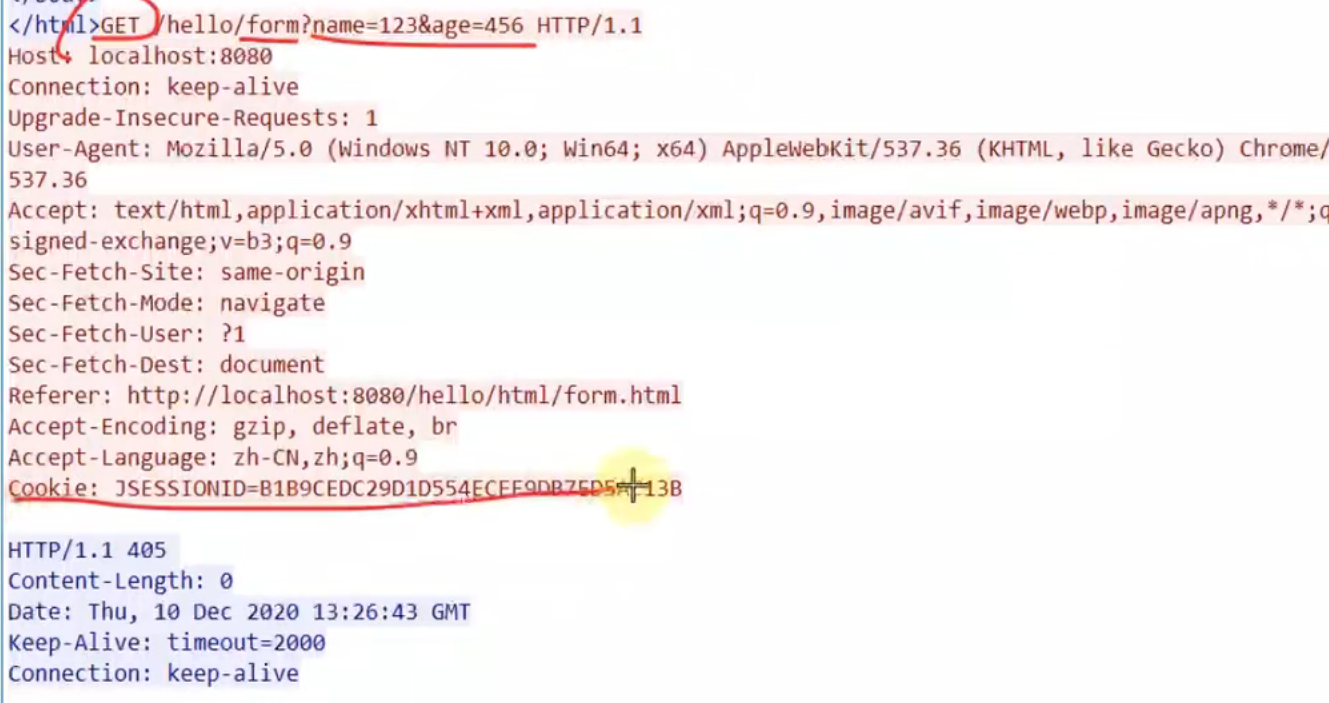 </html>GET /hello/form?name=123&age=456 HTTP/1.1
Host: localhost:8080
Connection: keep-alive
Upgrade-Insecure-Requests: 1
User-Agent: Mozilla/5.0 (Windows NT 10.0; Win64; x64) AppleWebKit/537.36 (KHTML, like Gecko) Chrome/
537.36
Accept: text/html,application/xhtml+xml,application/xml;q=0.9,image/avif,image/webp,image/apng,*/*;q
signed-exchange;v=b3;q=0.9
Sec-Fetch-Site: same-origin
Sec-Fetch-Mode: navigate
Sec-Fetch-User: ?1
Sec-Fetch-Dest: document
Referer: http://localhost:8080/hello/html/form.html
Accept-Encoding: gzip, deflate, br
Accept-Language: zh-CN,zh;q=0.9
Cookie:
HTTP/1.1 405
Content-Length: 0
Date: Thu, 10 Dec 2020 13:26:43 GMT
Keep-Alive: timeout=2000
Connection: keep-alive